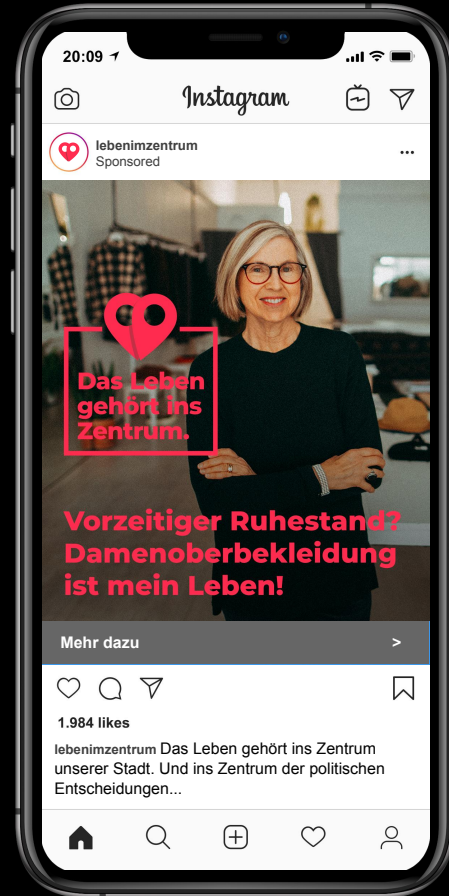 20:09
Instagram
lebenimzentrum
Sponsored
Das Leben
gehört ins
Zentrum.
Vorzeitiger Ruhestand?
Damenoberbekleidung
ist mein Leben!
Mehr dazu >
1.984 likes
lebenimzentrum Das Leben gehört ins Zentrum
unserer Stadt. Und ins Zentrum der politischen
Entscheidungen...